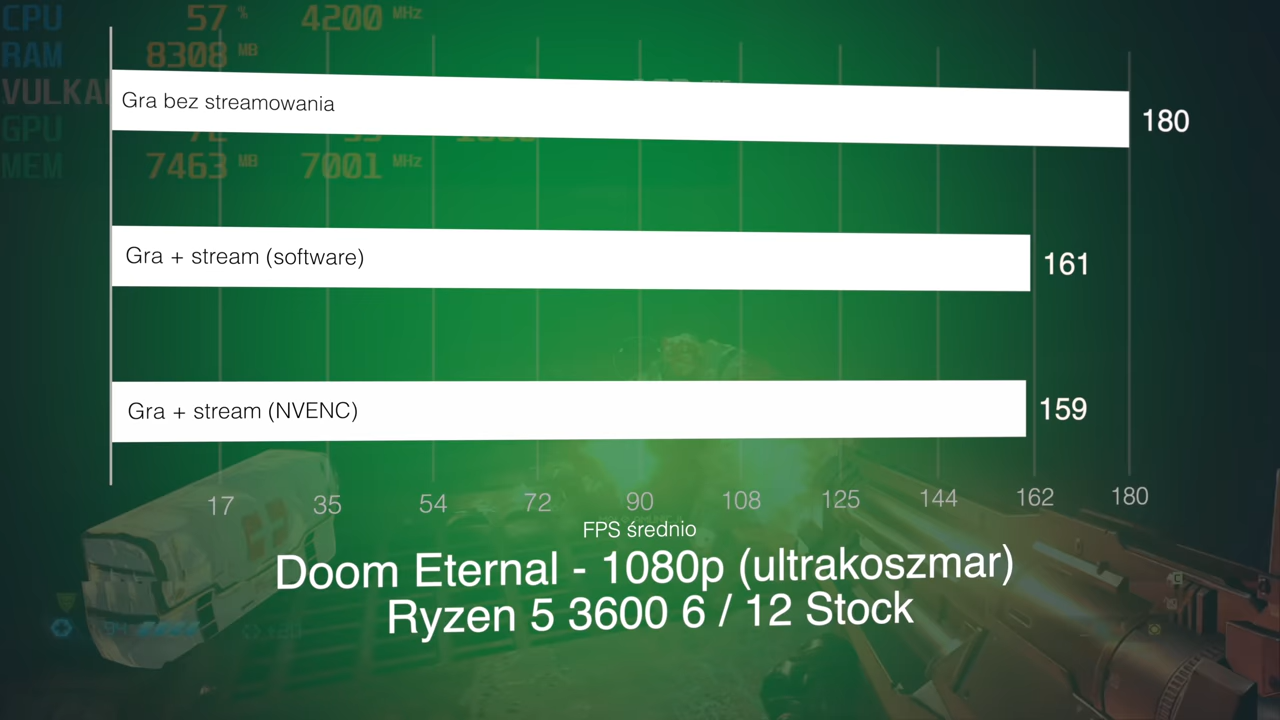 CPU 57 % 4200 MHz
RAM 8308 MB
VULKA
Gra bez streamowania 180
GPU
MEM 7463 MB 7001 MHz
Gra + stream (software) 161
Gra + stream (NVENC) 159
17 35 54 72 90 108 125 144 162 180
FPS średnio
Doom Eternal - 1080p (ultrakoszmar)
Ryzen 5 3600 6 / 12 Stock